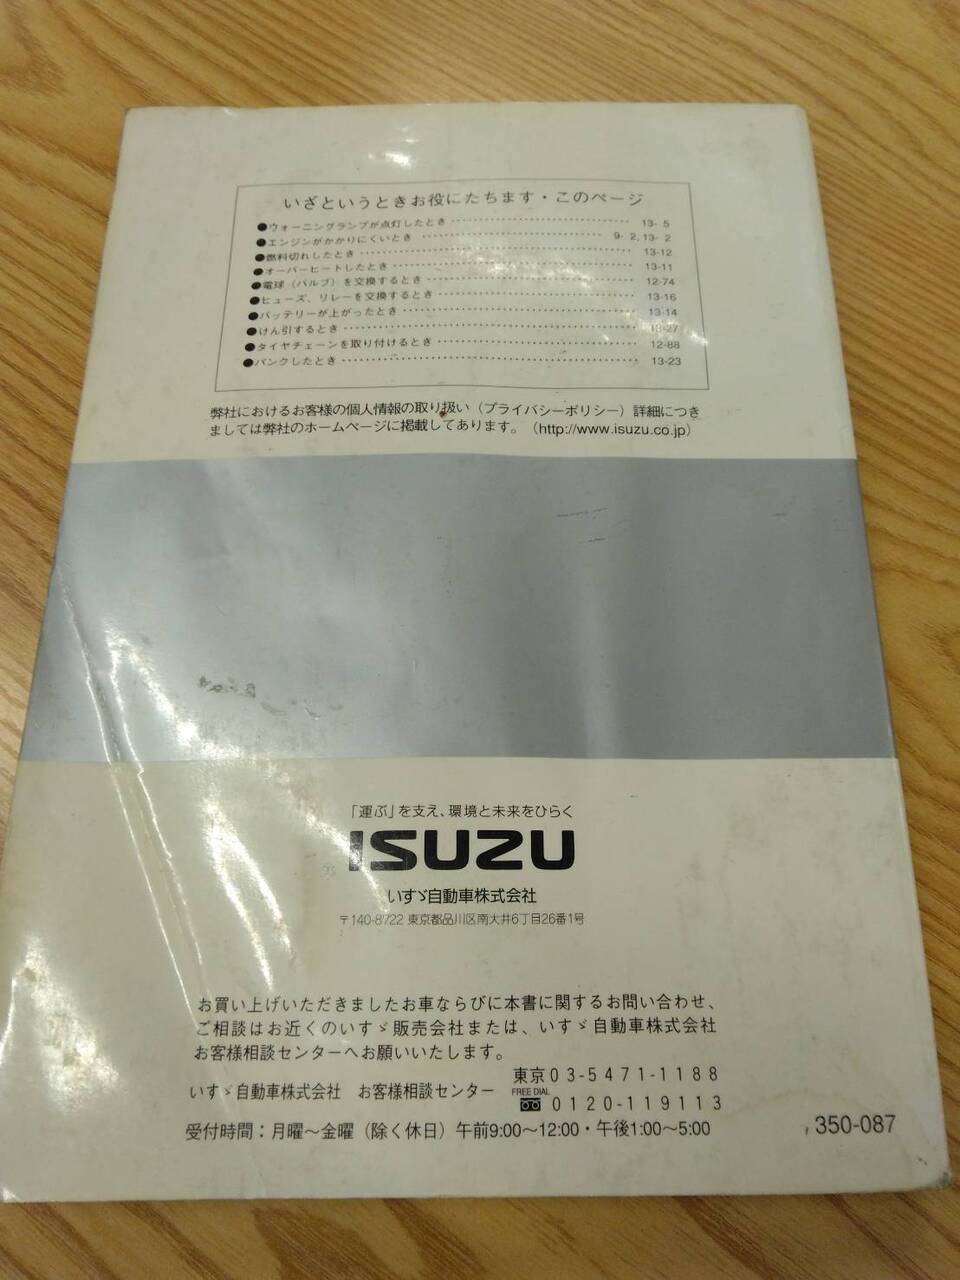 いざというときお役にたちます・このページ
●ウォーニングランプが点灯したとき 13- 5
●エンジンがかかりにくいとき 9- 2, 13- 2
●燃料切れしたとき 13-12
●オーバーヒートしたとき 13-11
●電球（バルブ）を交換するとき 12-74
●ヒューズ、リレーを交換するとき 13-16
●バッテリーが上がったとき 13-14
●けん引するとき 13-27
●タイヤチェーンを取り付けるとき 12-88
●パンクしたとき 13-23
弊社におけるお客様の個人情報の取り扱い（プライバシーポリシー）詳細につき
ましては弊社のホームページに掲載してあります。（http://www.isuzu.co.jp）
「運ぶ」を支え、環境と未来をひらく
ISUZU
いすゞ自動車株式会社
〒140-8722 東京都品川区南大井6丁目26番1号
お買い上げいただきましたお車ならびに本書に関するお問い合わせ、
ご相談はお近くのいすゞ販売会社または、いすゞ自動車株式会社
お客様相談センターへお願いいたします。
いすゞ自動車株式会社 お客様相談センター 東京03-5471-1188
FREE DIAL 0120-119113
受付時間：月曜～金曜（除く休日）午前9:00～12:00・午後1:00～5:00
350-087